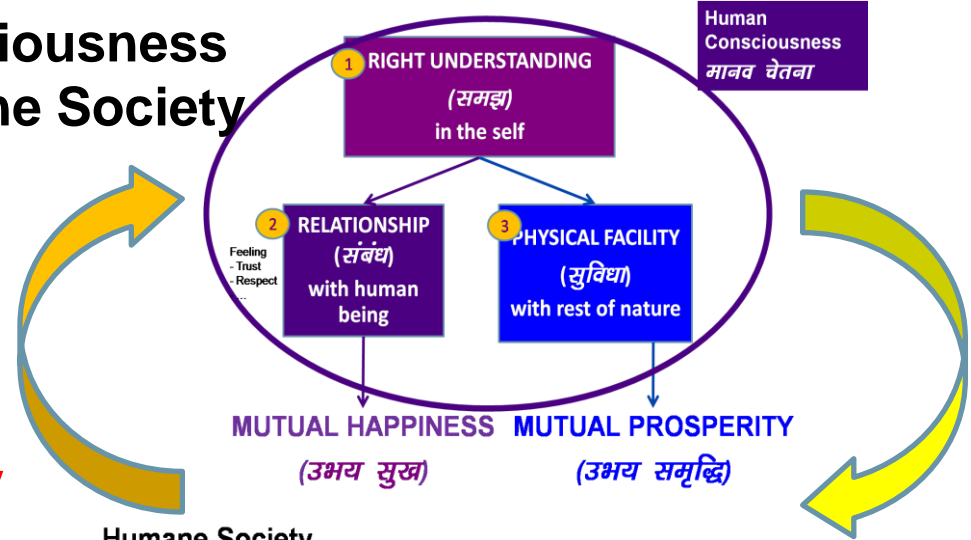 iousness
ne Society
Human
Consciousness
मानव चेतना
1
RIGHT UNDERSTANDING
(समझ)
in the self
2
RELATIONSHIP
(संबंध)
with human
being
3
PHYSICAL FACILITY
(सुविधा)
with rest of nature
Feeling
- Trust
- Respect
...
MUTUAL HAPPINESS
(उभय सुख)
MUTUAL PROSPERITY
(उभय समृद्धि)
Humane Society